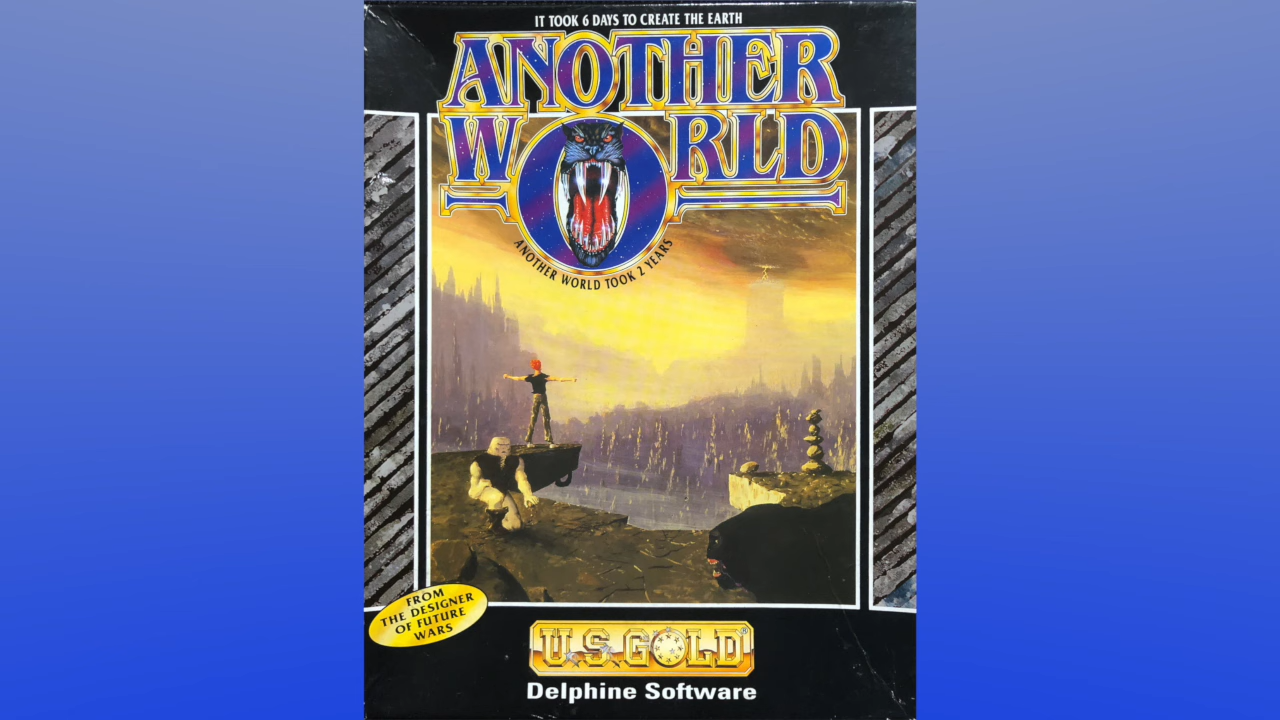 IT TOOK 6 DAYS TO CREATE THE EARTH
ANOTHER
WORLD
ANOTHER WORLD TOOK 2 YEARS
FROM
THE DESIGNER
OF FUTURE
WARS
U.S. GOLD®
Delphine Software